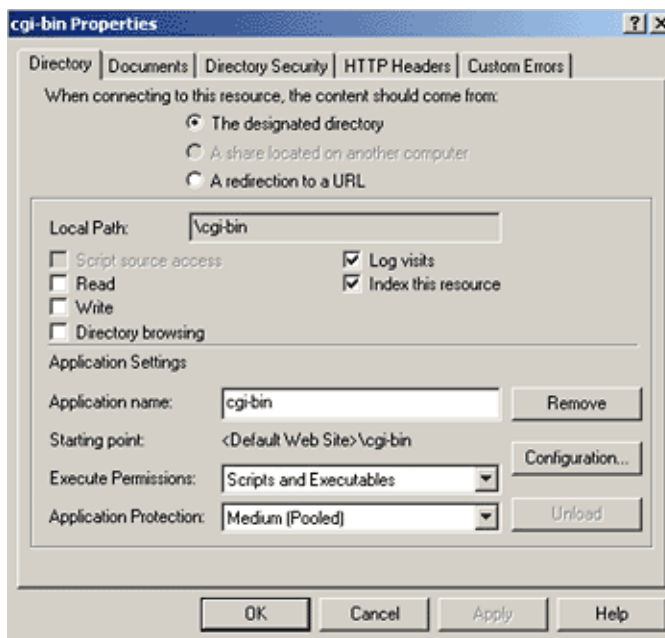 cgi-bin Properties
Directory Documents Directory Security HTTP Headers Custom Errors
When connecting to this resource, the content should come from:
The designated directory
A share located on another computer
A redirection to a URL
Local Path: \cgi-bin
Script source access Log visits
Read Index this resource
Write
Directory browsing
Application Settings
Application name: cgi-bin Remove
Starting point: <Default Web Site>\cgi-bin
Configuration...
Execute Permissions: Scripts and Executables
Application Protection: Medium (Pooled) Unload
OK Cancel Apply Help